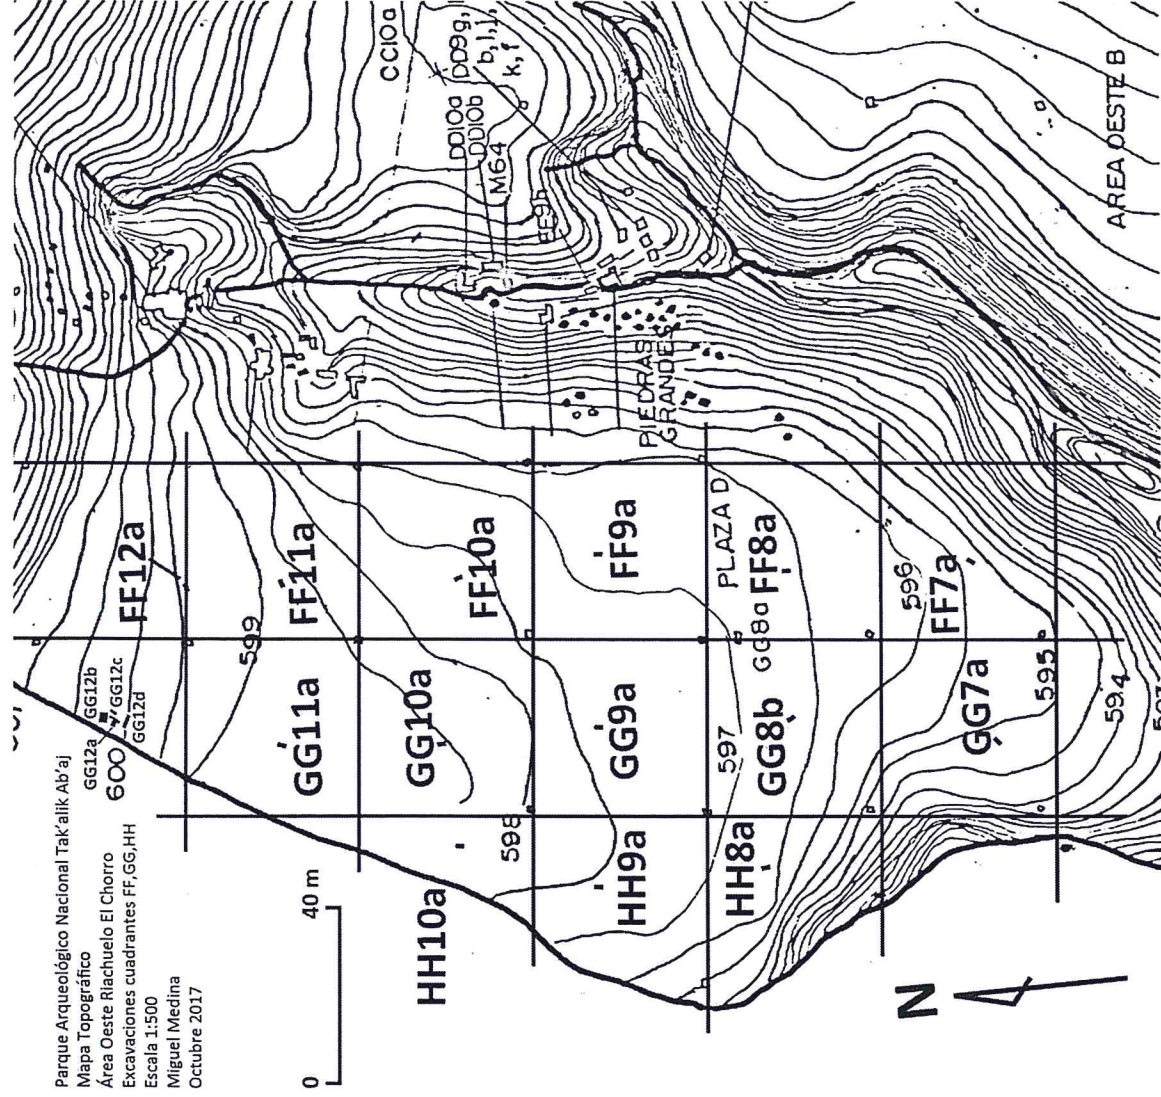 Parque Arqueológico Nacional Tak'alik Ab'aj
Mapa Topográfico
Área Oeste Riachuelo El Chorro
Excavaciones cuadrantes FF,GG,HH
Escala 1:500
Miguel Medina
Octubre 2017
0 40 m
N
GG12a
GG12b
GG12c
GG12d
600
FF12a
599
GG11a
FF11a
HH10a
GG10a
FF10a
598
HH9a
GG9a
FF9a
597
PLAZA D
HH8a
GG8b
GG8a
FF8a
596
FF7a
GG7a
595
594
PIEDRAS
GRANDES
CC10a
DD10a
DD10b
DD9g,
b,l,j,
k,i
M64
AREA OESTE B